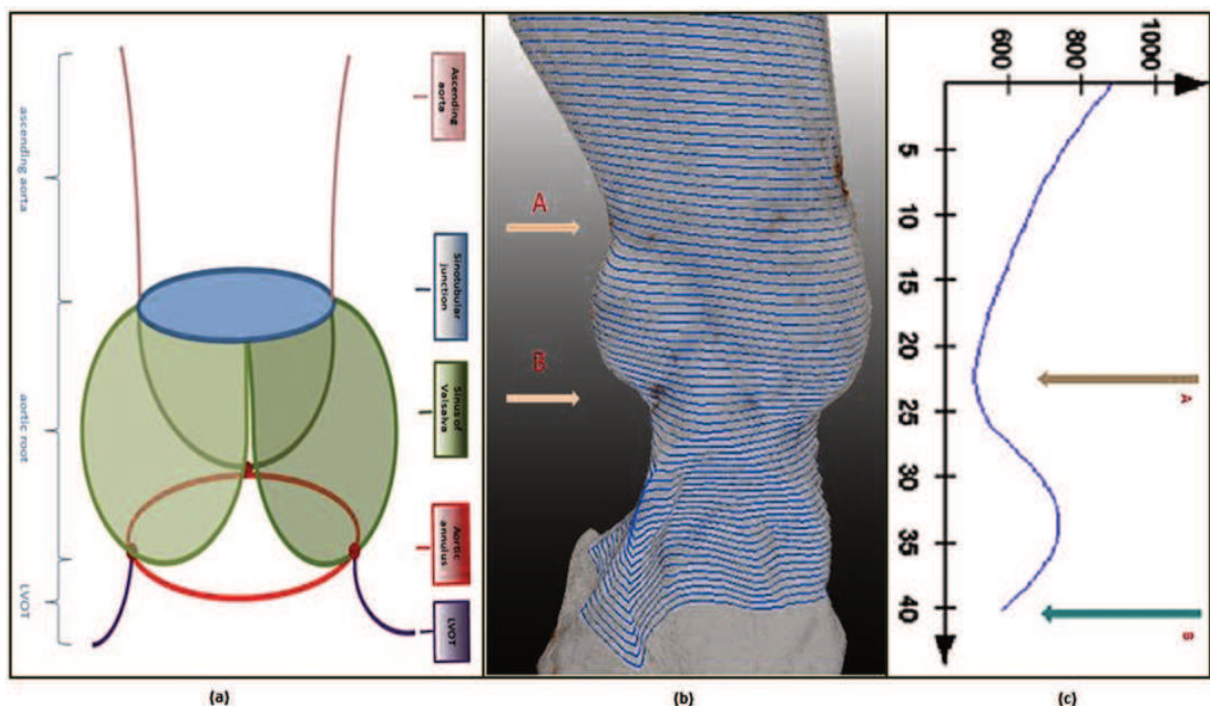 ascending aorta
aortic root
LVOT
Ascending
aorta
Sinotubular
junction
Sinus of
Valsalva
Aortic
annulus
LVOT
A
B
600
800
1000
5
10
15
20
25
30
35
40
A
B
(a)
(b)
(c)